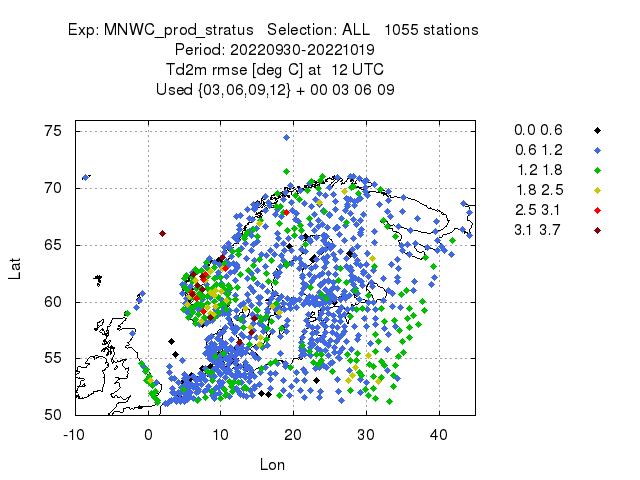 Exp: MNWC_prod_stratus   Selection: ALL   1055 stations
Period: 20220930-20221019
Td2m rmse [deg C] at  12 UTC
Used {03,06,09,12} + 00 03 06 09
0.0 0.6
0.6 1.2
1.2 1.8
1.8 2.5
2.5 3.1
3.1 3.7
75
70
65
60
55
50
Lat
-10 0 10 20 30 40
Lon